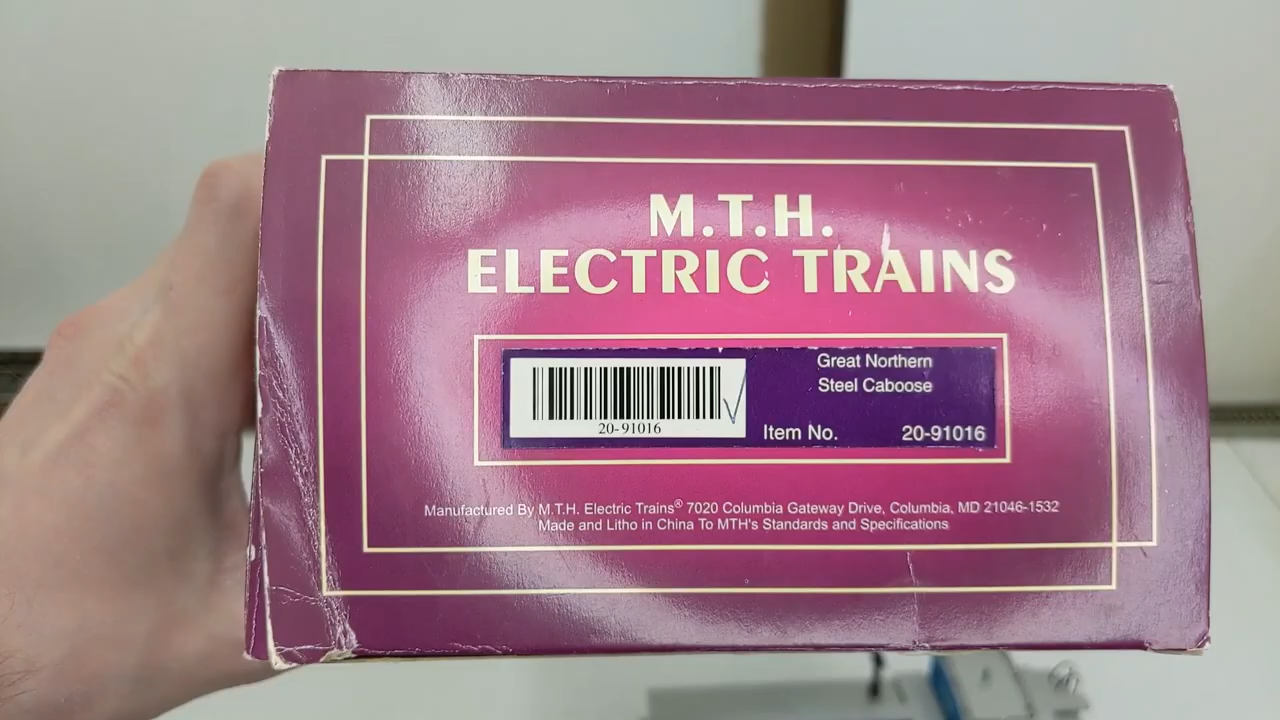 M.T.H.
ELECTRIC TRAINS
Great Northern
Steel Caboose
20-91016
Item No. 20-91016
Manufactured By M.T.H. Electric Trains® 7020 Columbia Gateway Drive, Columbia, MD 21046-1532
Made and Litho in China To MTH's Standards and Specifications